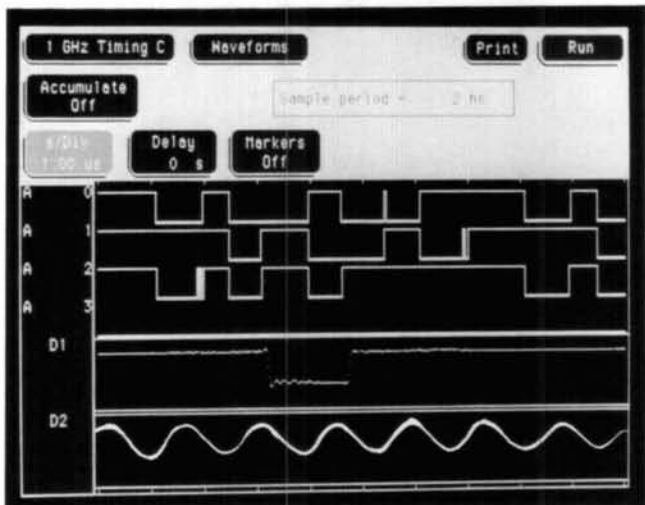 1 GHz Timing C Waveforms Print Run
Accumulate
Off
Sample period = 2 ns
s/Div
1.00 us
Delay
0 s
Markers
Off
A 0
A 1
A 2
A 3
D1
D2